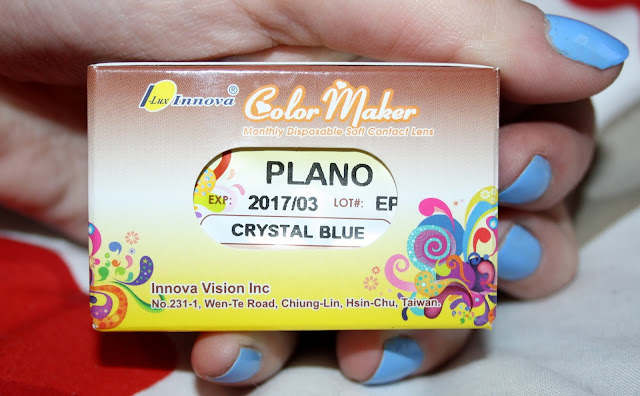 -Lux Innova®
Color Maker
Monthly Disposable Soft Contact Lens
PLANO
EXP: 2017/03 LOT#: EP
CRYSTAL BLUE
Innova Vision Inc
No.231-1, Wen-Te Road, Chiung-Lin, Hsin-Chu, Taiwan.